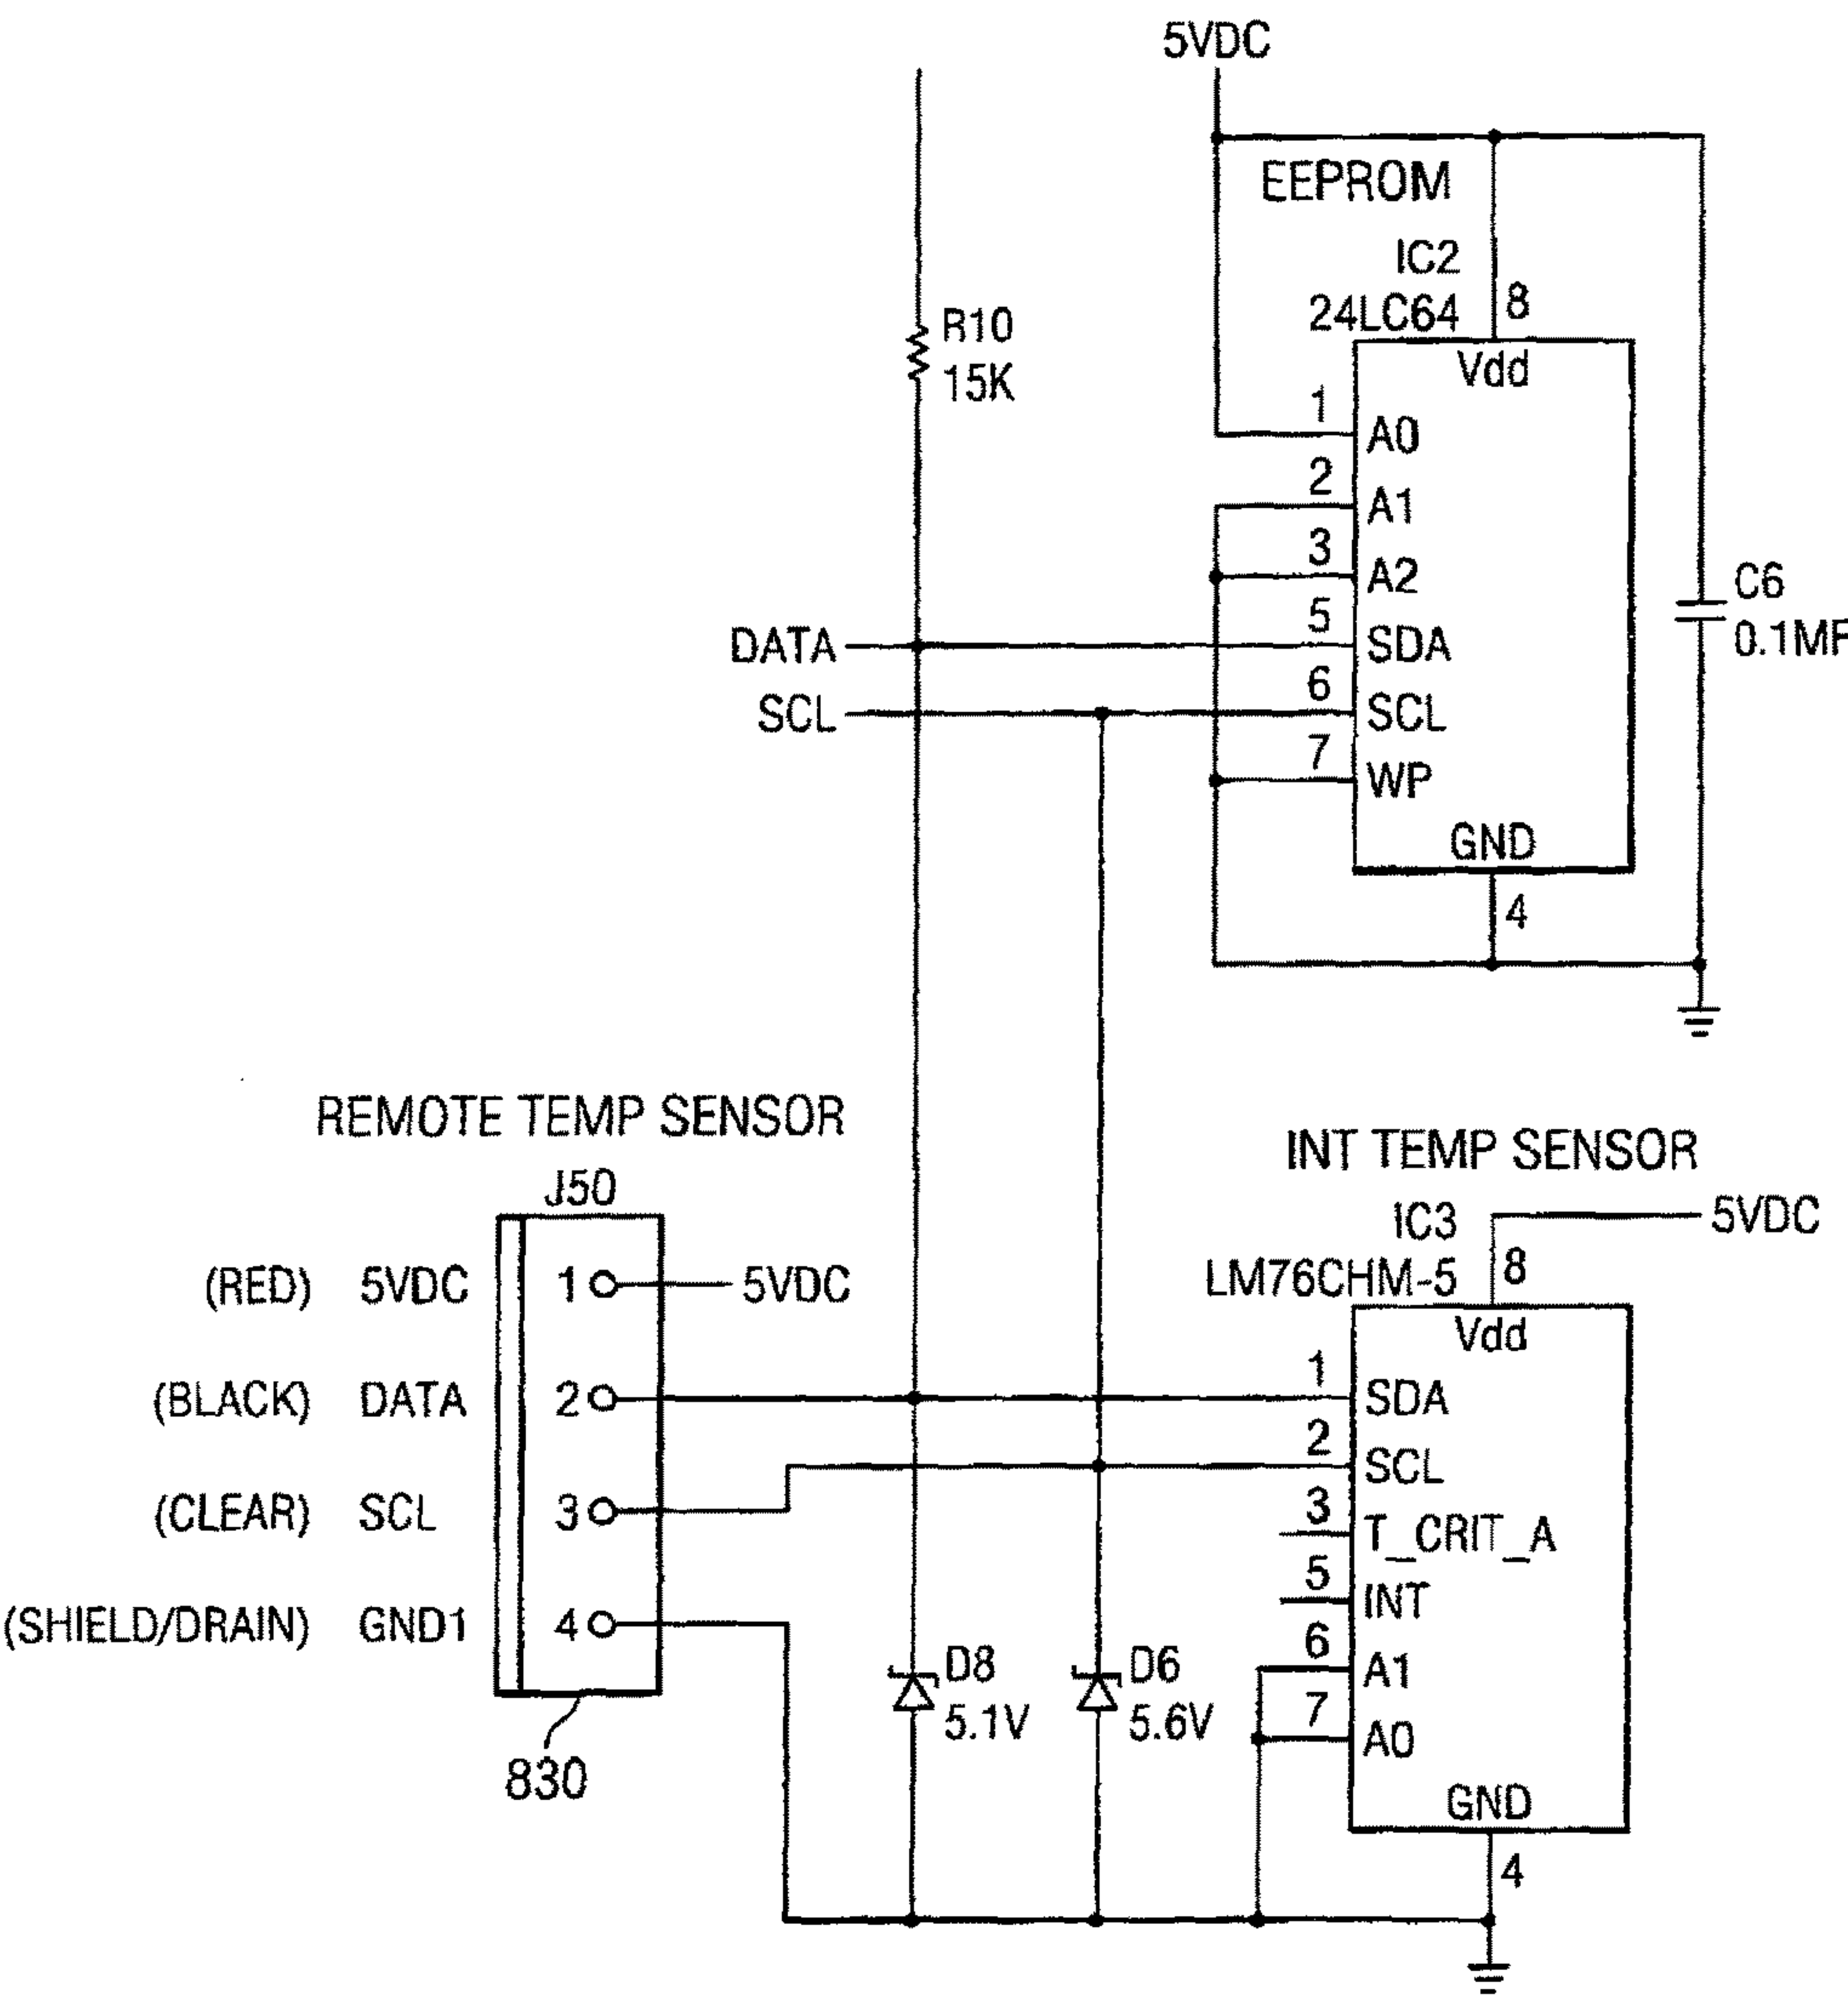 5VDC
EEPROM
IC2
24LC64
8
Vdd
R10
15K
1
A0
2
A1
3
A2
5
DATA
SDA
6
SCL
SCL
7
WP
GND
4
C6
0.1MF
REMOTE TEMP SENSOR
J50
(RED) 5VDC 1 5VDC
(BLACK) DATA 2
(CLEAR) SCL 3
(SHIELD/DRAIN) GND1 4
830
D8
5.1V
D6
5.6V
INT TEMP SENSOR
IC3
5VDC
LM76CHM-5
8
Vdd
1
SDA
2
SCL
3
T_CRIT_A
5
INT
6
A1
7
A0
GND
4